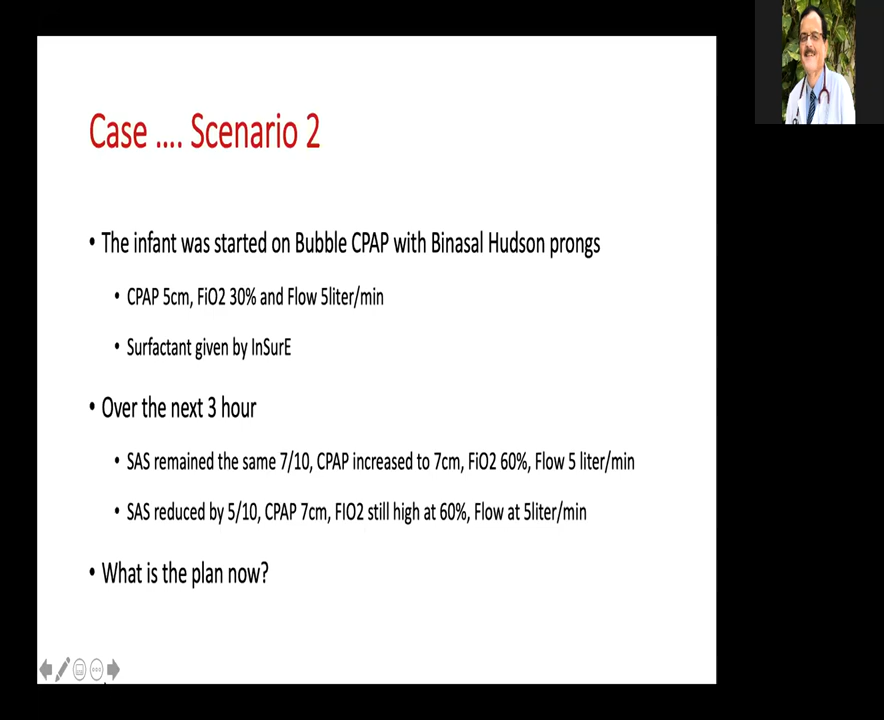 Case .... Scenario 2
• The infant was started on Bubble CPAP with Binasal Hudson prongs
• CPAP 5cm, FiO2 30% and Flow 5liter/min
• Surfactant given by InSurE
• Over the next 3 hour
• SAS remained the same 7/10, CPAP increased to 7cm, FiO2 60%, Flow 5 liter/min
• SAS reduced by 5/10, CPAP 7cm, FIO2 still high at 60%, Flow at 5liter/min
• What is the plan now?